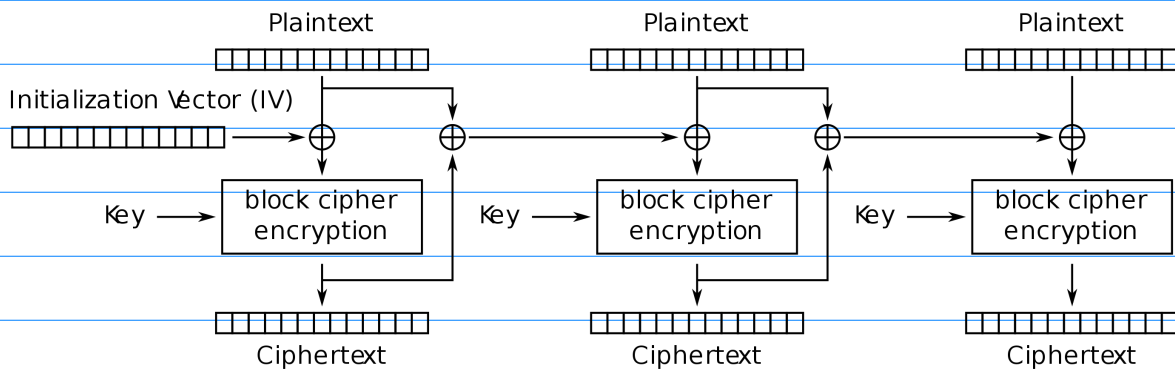 Plaintext
Plaintext
Plaintext
Initialization Vector (IV)
Key
block cipher
encryption
Key
block cipher
encryption
Key
block cipher
encryption
Ciphertext
Ciphertext
Ciphertext